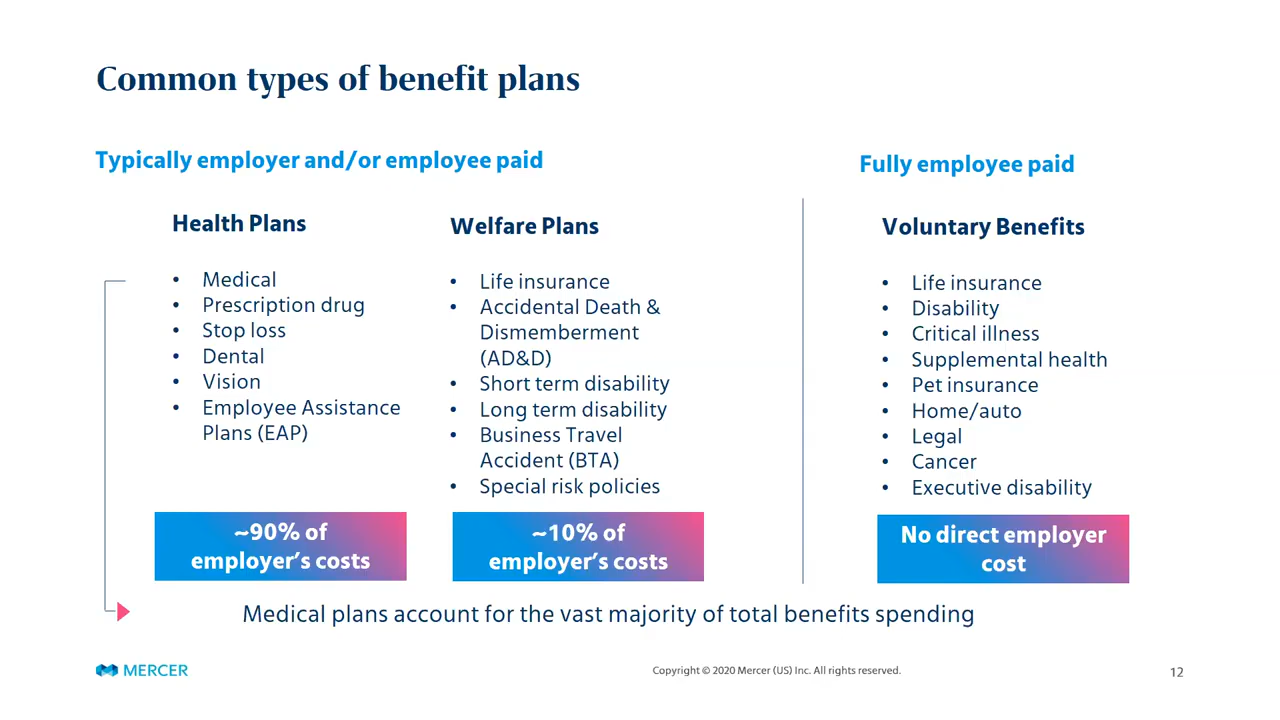 Common types of benefit plans
Typically employer and/or employee paid
Health Plans
• Medical
• Prescription drug
• Stop loss
• Dental
• Vision
• Employee Assistance
Plans (EAP)
~90% of
employer's costs
Welfare Plans
• Life insurance
• Accidental Death &
Dismemberment
(AD&D)
• Short term disability
• Long term disability
• Business Travel
Accident (BTA)
• Special risk policies
~10% of
employer's costs
Fully employee paid
Voluntary Benefits
• Life insurance
• Disability
• Critical illness
• Supplemental health
• Pet insurance
• Home/auto
• Legal
• Cancer
• Executive disability
No direct employer
cost
Medical plans account for the vast majority of total benefits spending
MERCER
Copyright © 2020 Mercer (US) Inc. All rights reserved.
12